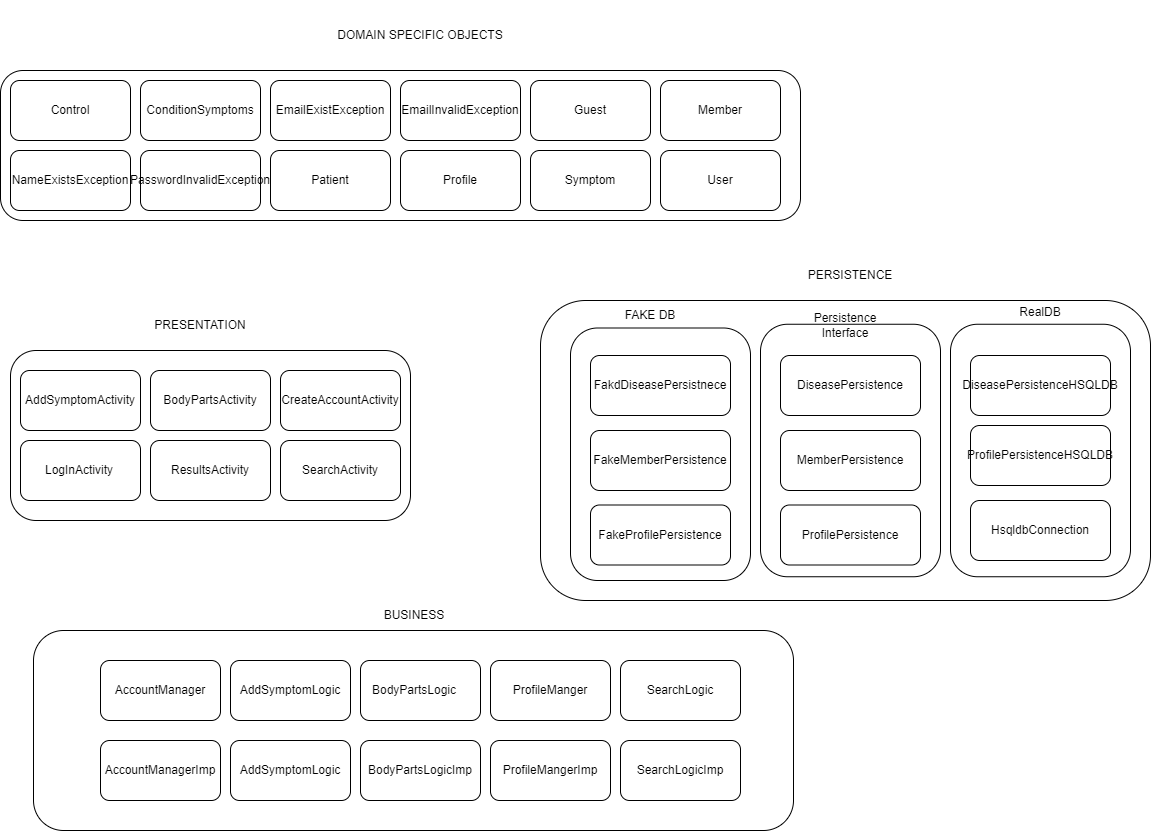 DOMAIN SPECIFIC OBJECTS
Control
ConditionSymptoms
EmailExistException
EmailInvalidException
Guest
Member
NameExistsException
PasswordInvalidException
Patient
Profile
Symptom
User
PERSISTENCE
FAKE DB
Persistence
Interface
RealDB
FakdDiseasePersistnece
DiseasePersistence
DiseasePersistenceHSQLDB
FakeMemberPersistence
MemberPersistence
ProfilePersistenceHSQLDB
FakeProfilePersistence
ProfilePersistence
HsqldbConnection
PRESENTATION
AddSymptomActivity
BodyPartsActivity
CreateAccountActivity
LogInActivity
ResultsActivity
SearchActivity
BUSINESS
AccountManager
AddSymptomLogic
BodyPartsLogic
ProfileManger
SearchLogic
AccountManagerImp
AddSymptomLogic
BodyPartsLogicImp
ProfileMangerImp
SearchLogicImp